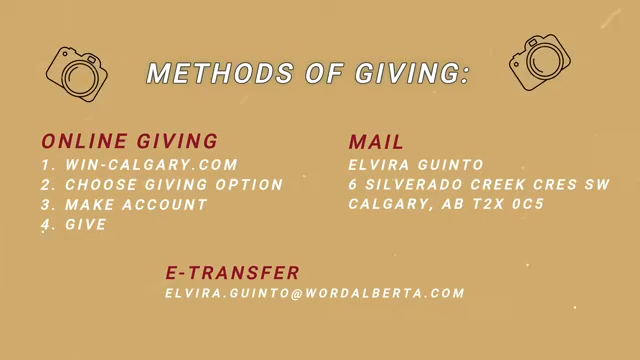 METHODS OF GIVING:
ONLINE GIVING
1. WIN-CALGARY.COM
2. CHOOSE GIVING OPTION
3. MAKE ACCOUNT
4. GIVE
MAIL
ELVIRA GUINTO
6 SILVERADO CREEK CRES SW
CALGARY, AB T2X 0C5
E-TRANSFER
ELVIRA.GUINTO@WORDALBERTA.COM